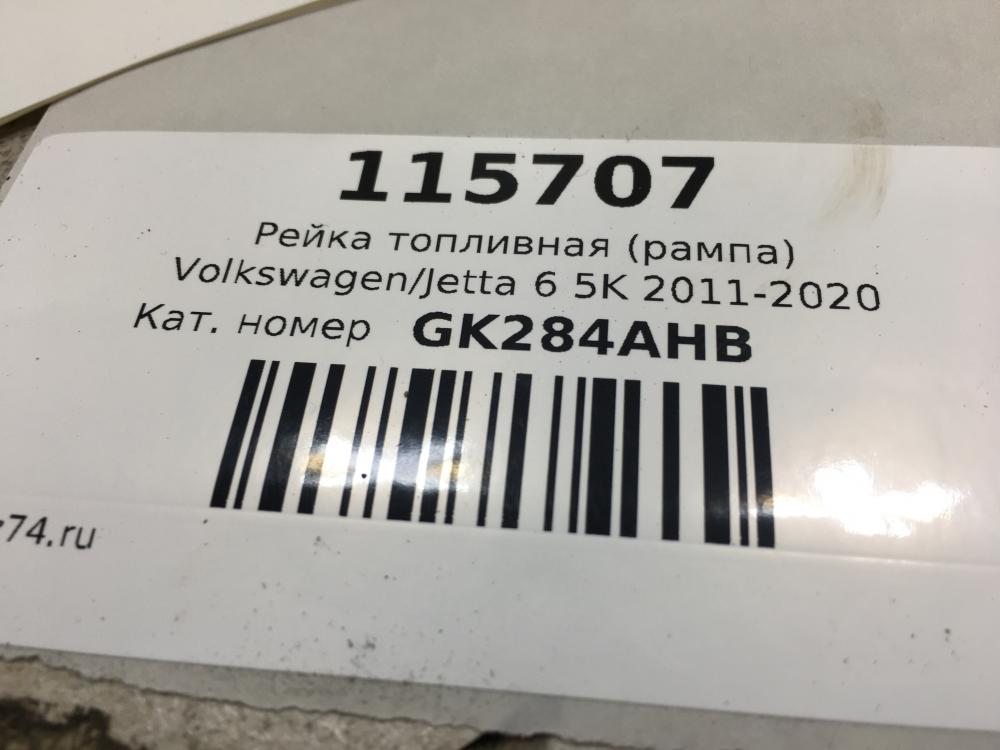 115707
Рейка топливная (рампа)
Volkswagen/Jetta 6 5K 2011-2020
Кат. номер GK284AHB
74.ru